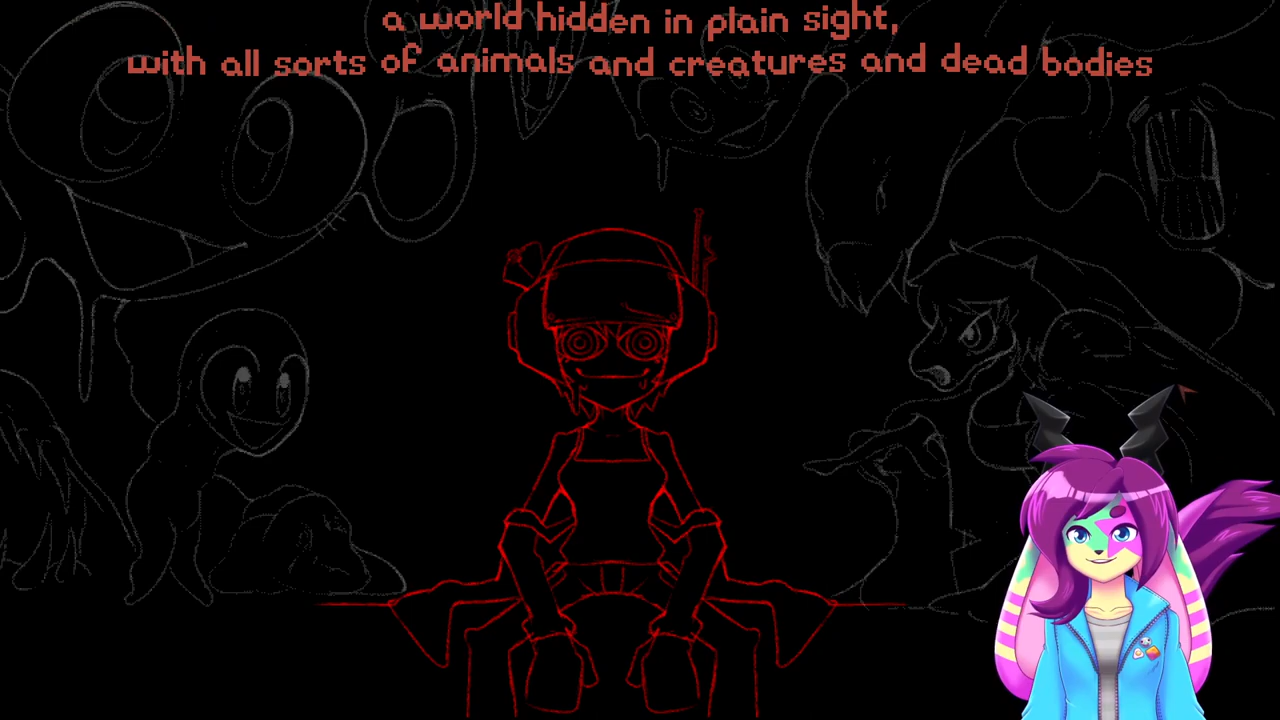 a world hidden in plain sight,
with all sorts of animals and creatures and dead bodies